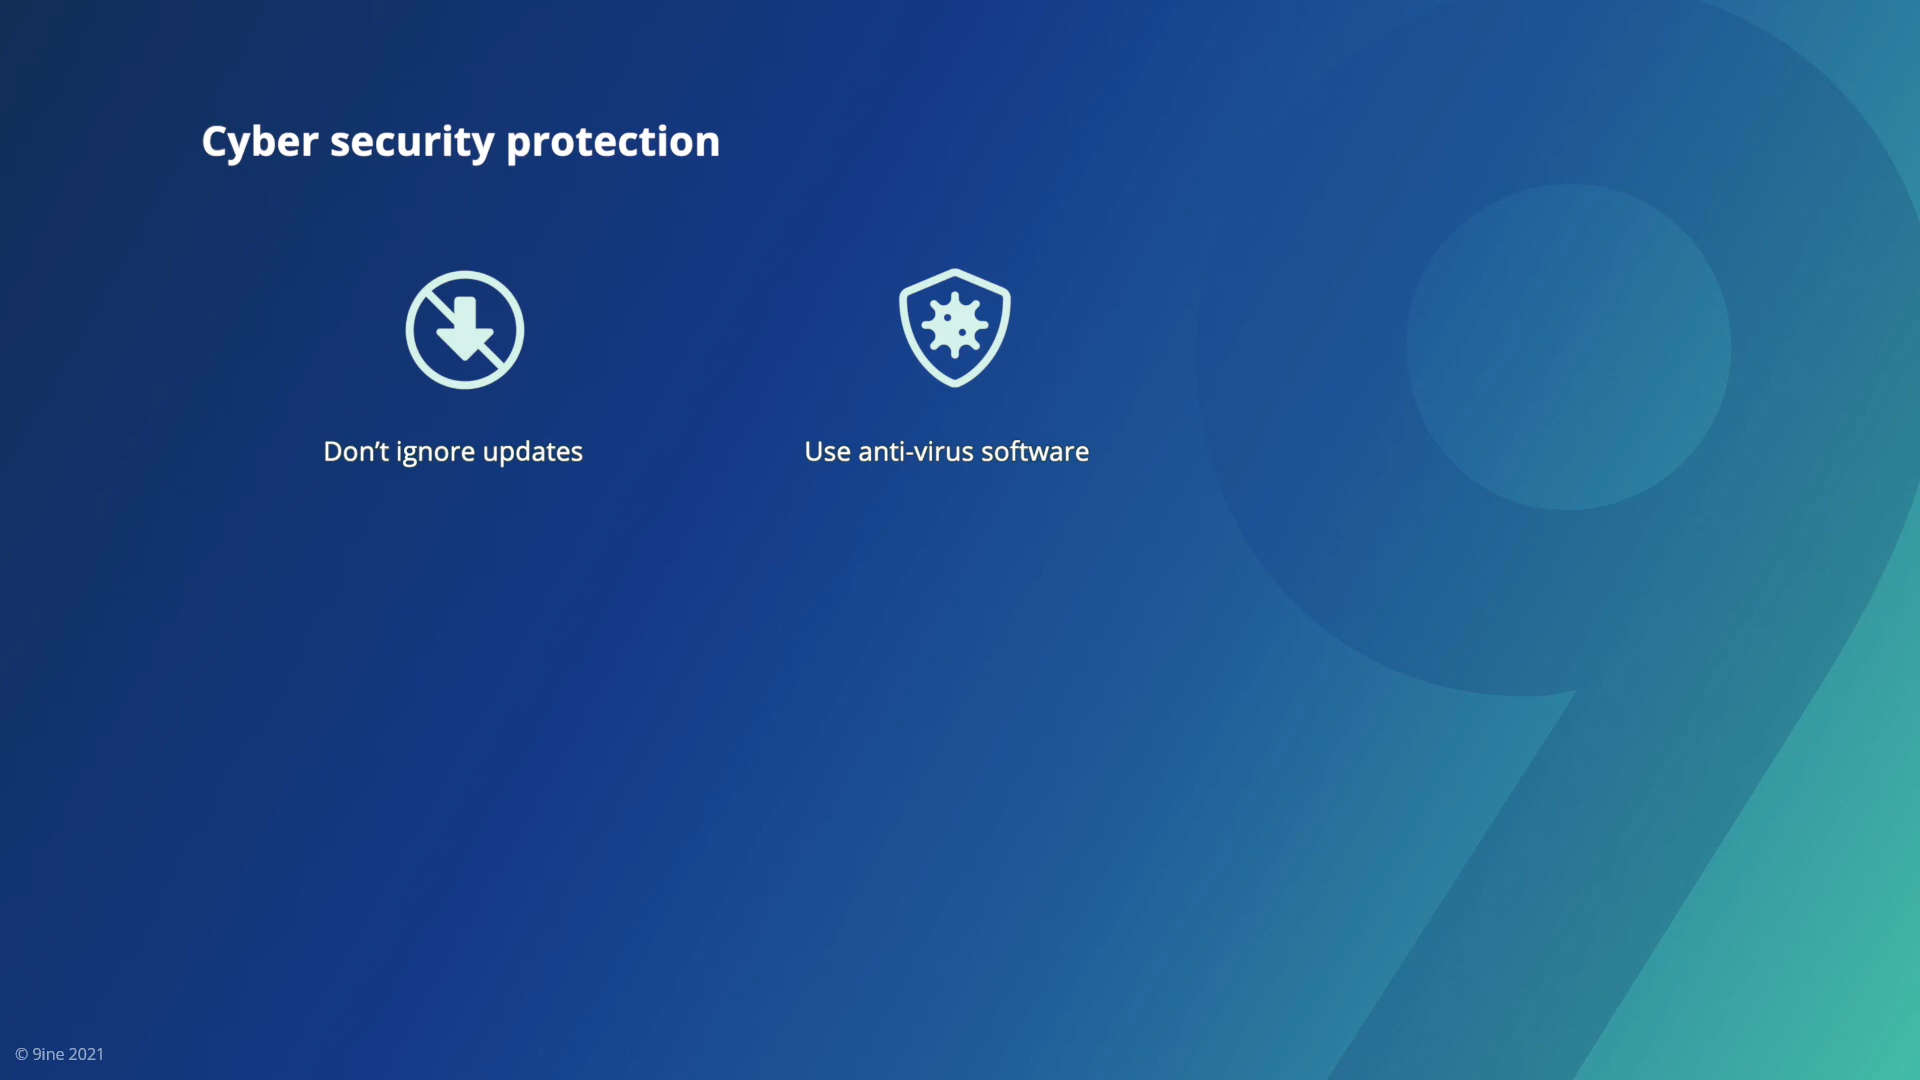 Cyber security protection
Don’t ignore updates
Use anti-virus software
© 9ine 2021